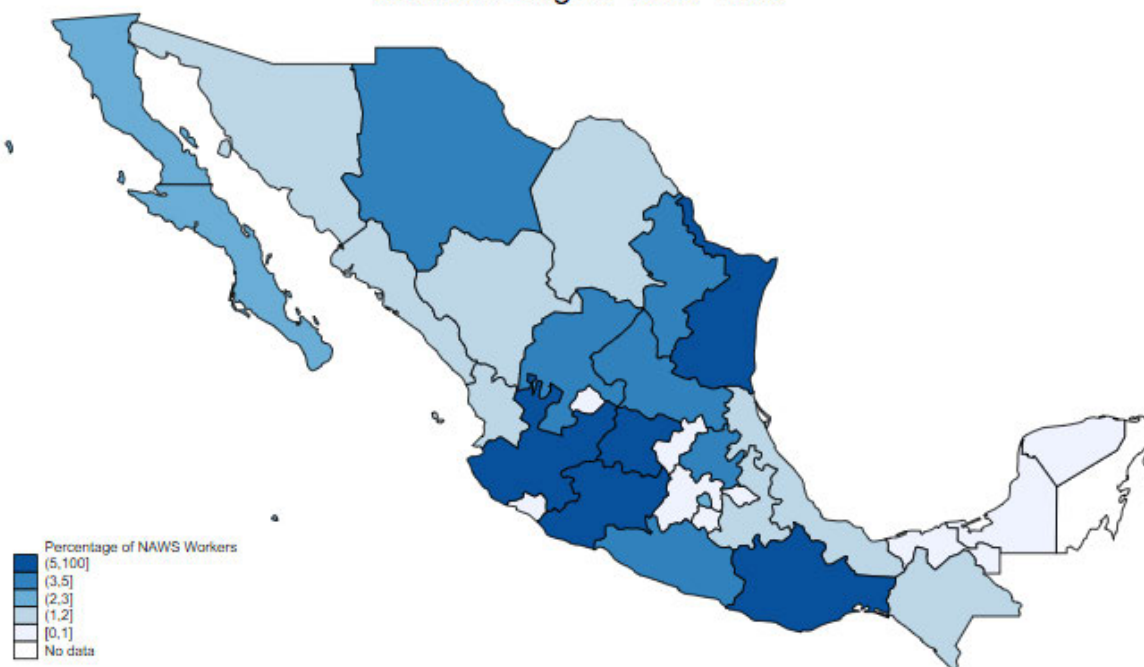 Percentage of NAWS Workers
(5,100]
(3,5]
(2,3]
(1,2]
[0,1]
No data